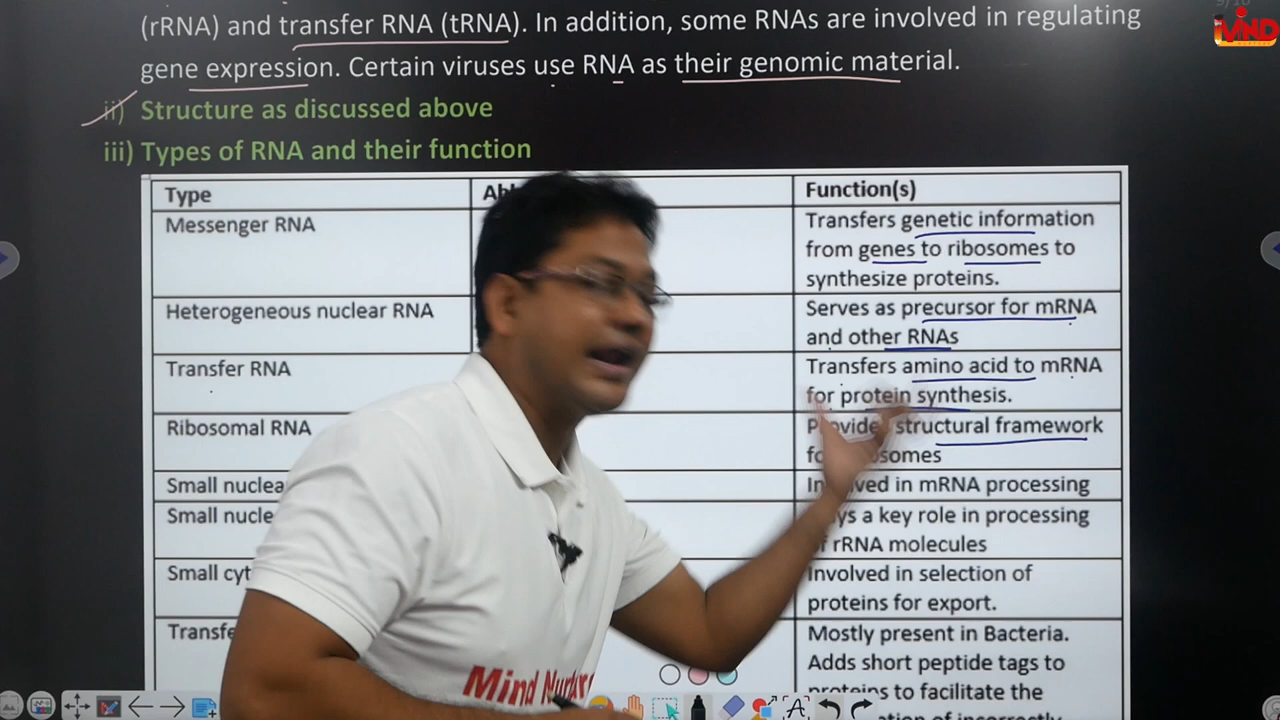 (rRNA) and transfer RNA (tRNA). In addition, some RNAs are involved in regulating
gene expression. Certain viruses use RNA as their genomic material.
ii) Structure as discussed above
iii) Types of RNA and their function
Type
Function(s)
Messenger RNA
Transfers genetic information
from genes to ribosomes to
synthesize proteins.
Heterogeneous nuclear RNA
Serves as precursor for mRNA
and other RNAs
Transfer RNA
Transfers amino acid to mRNA
for protein synthesis.
Ribosomal RNA
structural framework
Small
in mRNA processing
Small
a key role in processing
rRNA molecules
Small
Involved in selection of
proteins for export.
Mostly present in Bacteria.
Adds short peptide tags to
proteins to facilitate the
MIND
Mind